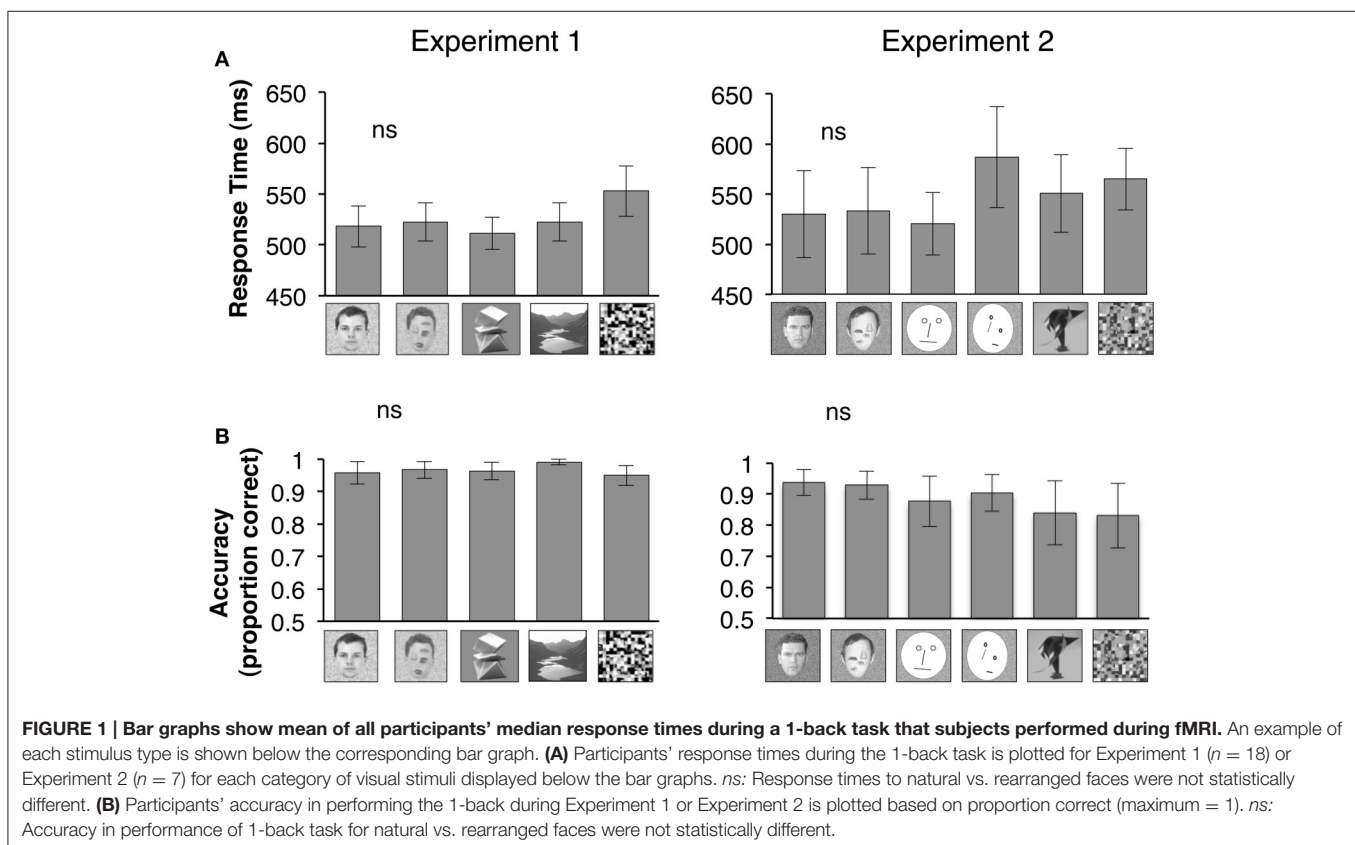 Experiment 1
Experiment 2
A
Response Time (ms)
650
600
550
500
450
ns
650
600
550
500
450
ns
B
Accuracy
(proportion correct)
1
0.9
0.8
0.7
0.6
0.5
ns
1
0.9
0.8
0.7
0.6
0.5
ns
FIGURE 1 | Bar graphs show mean of all participants’ median response times during a 1-back task that subjects performed during fMRI. An example of
each stimulus type is shown below the corresponding bar graph. (A) Participants’ response times during the 1-back task is plotted for Experiment 1 (n = 18) or
Experiment 2 (n = 7) for each category of visual stimuli displayed below the bar graphs. ns: Response times to natural vs. rearranged faces were not statistically
different. (B) Participants’ accuracy in performing the 1-back during Experiment 1 or Experiment 2 is plotted based on proportion correct (maximum = 1). ns:
Accuracy in performance of 1-back task for natural vs. rearranged faces were not statistically different.